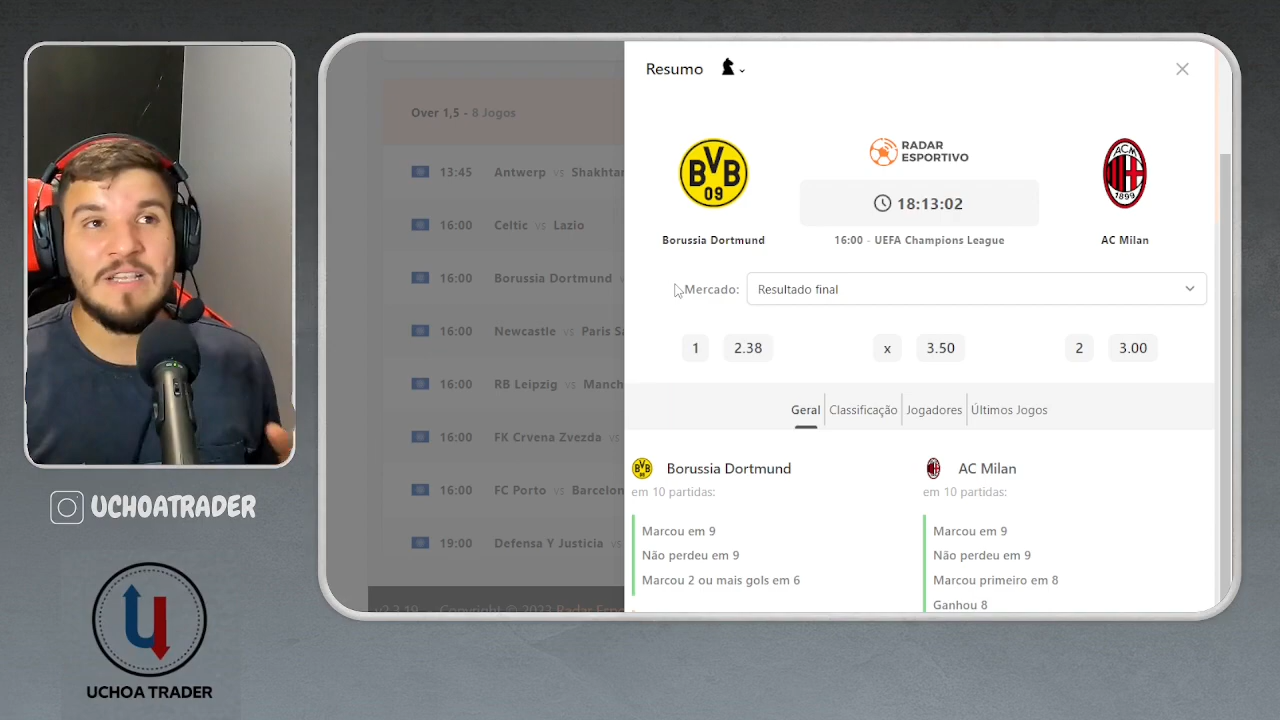 Resumo
Over 1,5 - 8 Jogos
13:45 Antwerp vs Shakhtar
16:00 Celtic vs Lazio
16:00 Borussia Dortmund
16:00 Newcastle vs Paris Sa
16:00 RB Leipzig vs Manch
16:00 FK Crvena Zvezda vs
16:00 FC Porto vs Barcelon
19:00 Defensa Y Justicia vs
BVB
09
RADAR
ESPORTIVO
18:13:02
ACM
1899
Borussia Dortmund
16:00 - UEFA Champions League
AC Milan
Mercado: Resultado final
1 2.38 x 3.50 2 3.00
Geral Classificação Jogadores Últimos Jogos
Borussia Dortmund
em 10 partidas:
Marcou em 9
Não perdeu em 9
Marcou 2 ou mais gols em 6
AC Milan
em 10 partidas:
Marcou em 9
Não perdeu em 9
Marcou primeiro em 8
Ganhou 8
UCHOATRADER
UCHOA TRADER